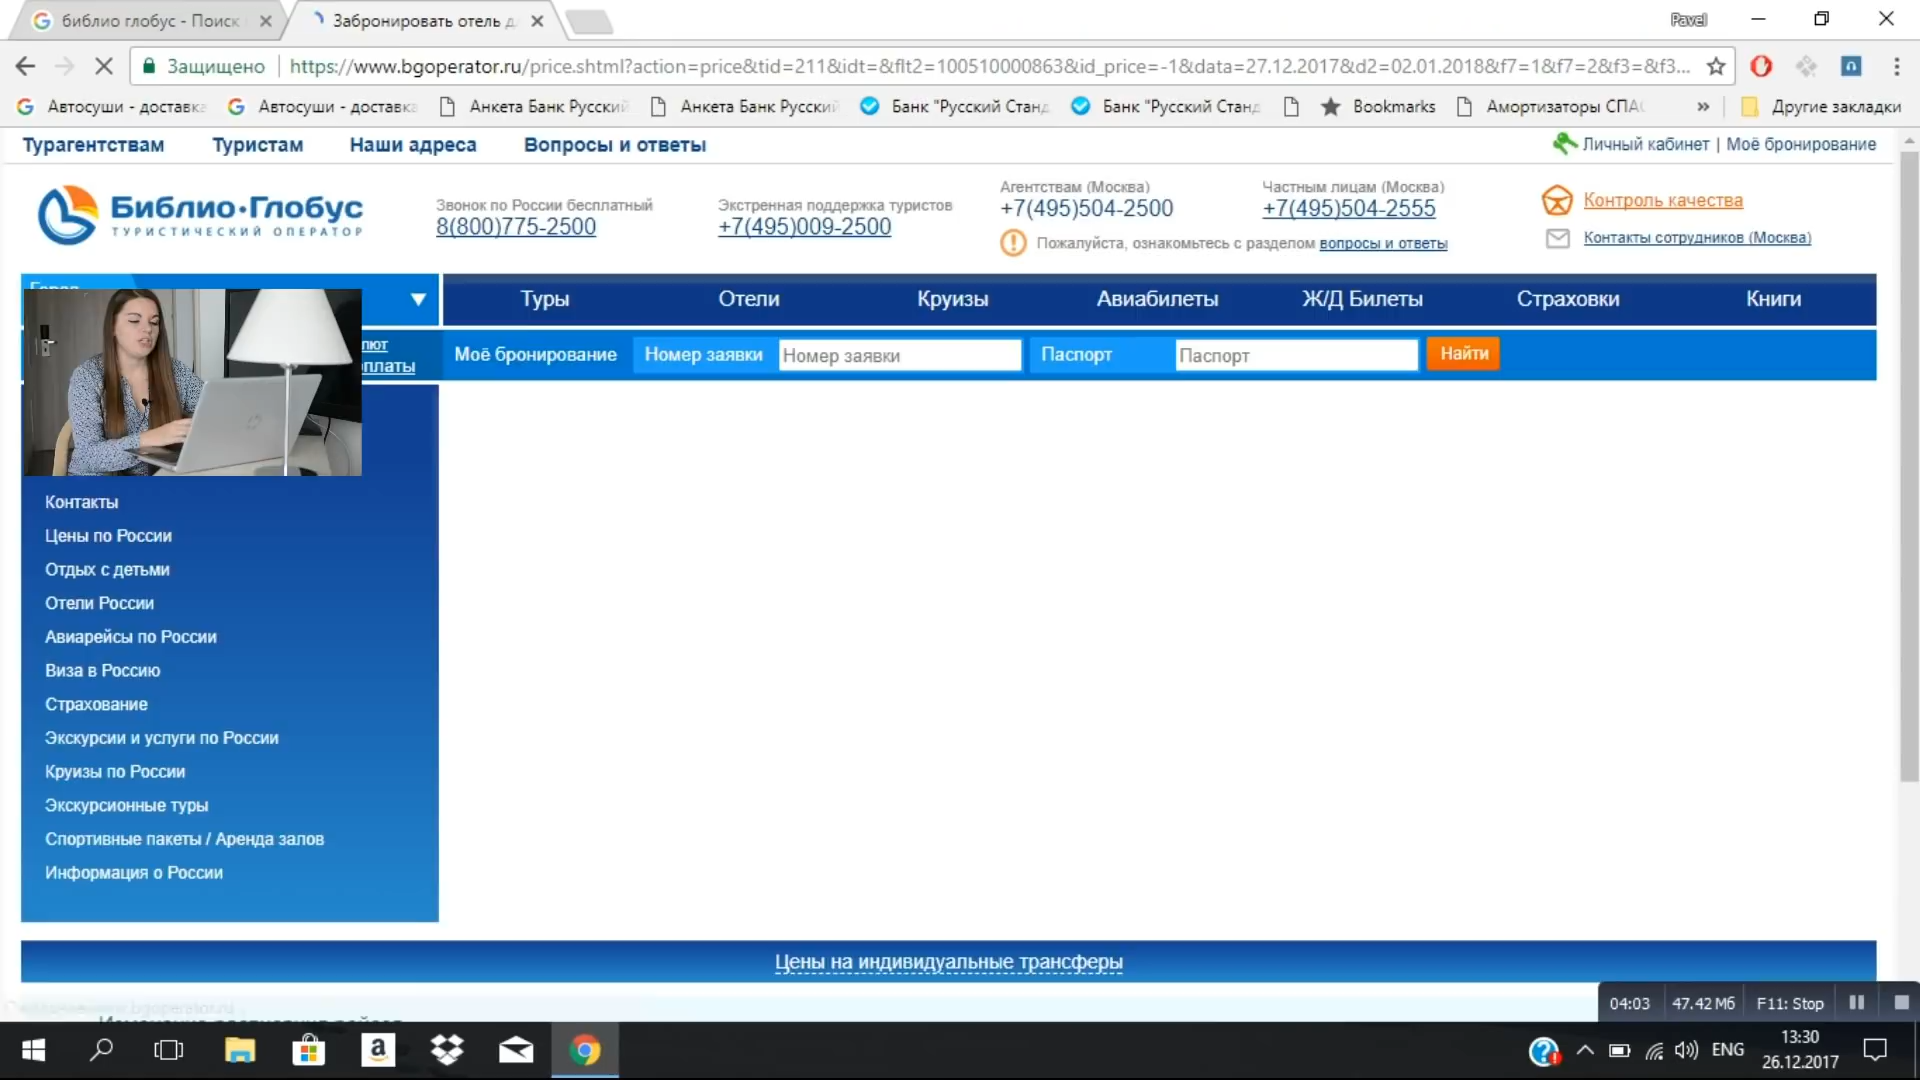 библио глобус - Поиск
Забронировать отель д
Pavel
Защищено
https://www.bgoperator.ru/price.shtml?action=price&tid=211&idt=&flt2=100510000863&id_price=-1&data=27.12.2017&d2=02.01.2018&f7=1&f7=2&f3=&f3...
Автосуши - доставка
Автосуши - доставка
Анкета Банк Русский
Анкета Банк Русский
Банк "Русский Станд
Банк "Русский Станд
Bookmarks
Амортизаторы СПАС
»
Другие закладки
Турагентствам
Туристам
Наши адреса
Вопросы и ответы
Личный кабинет | Моё бронирование
Библио·Глобус
ТУРИСТИЧЕСКИЙ ОПЕРАТОР
Звонок по России бесплатный
8(800)775-2500
Экстренная поддержка туристов
+7(495)009-2500
Агентствам (Москва)
+7(495)504-2500
Частным лицам (Москва)
+7(495)504-2555
Пожалуйста, ознакомьтесь с разделом вопросы и ответы
Контроль качества
Контакты сотрудников (Москва)
Город
Туры
Отели
Круизы
Авиабилеты
Ж/Д Билеты
Страховки
Книги
лют
платы
Моё бронирование
Номер заявки
Номер заявки
Паспорт
Паспорт
Найти
Контакты
Цены по России
Отдых с детьми
Отели России
Авиарейсы по России
Виза в Россию
Страхование
Экскурсии и услуги по России
Круизы по России
Экскурсионные туры
Спортивные пакеты / Аренда залов
Информация о России
Цены на индивидуальные трансферы
04:03
47.42 Мб
F11: Stop
ENG
13:30
26.12.2017